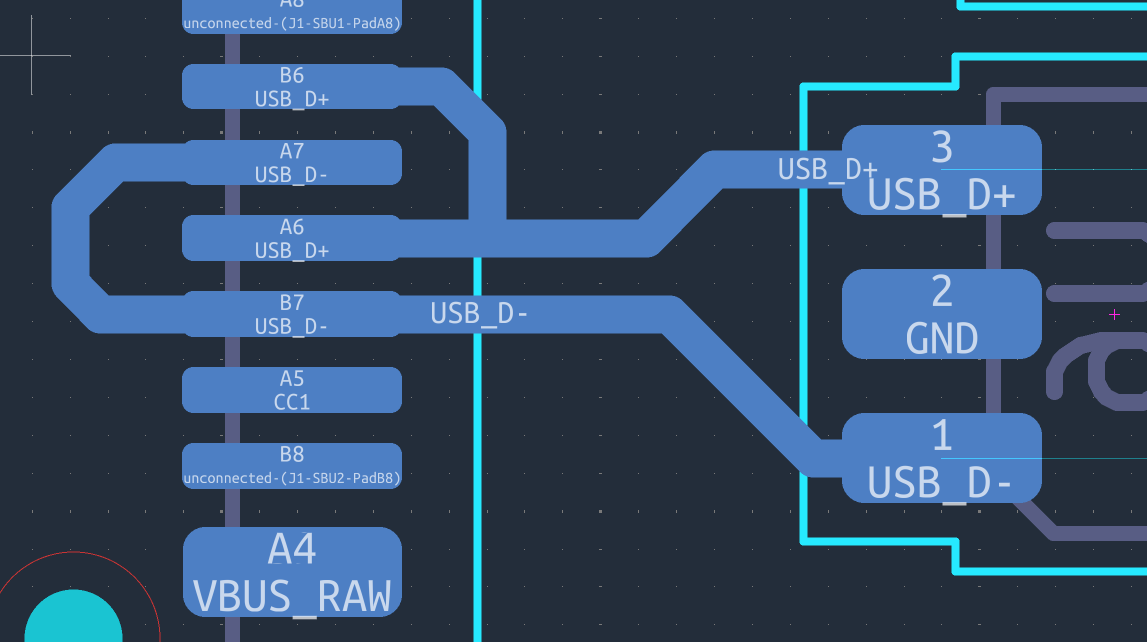 A8
unconnected-(J1-SBU1-PadA8)
B6
USB_D+
A7
USB_D-
A6
USB_D+
B7
USB_D-
USB_D-
A5
CC1
B8
unconnected-(J1-SBU2-PadB8)
A4
VBUS_RAW
USB_D+
3
USB_D+
2
GND
1
USB_D-